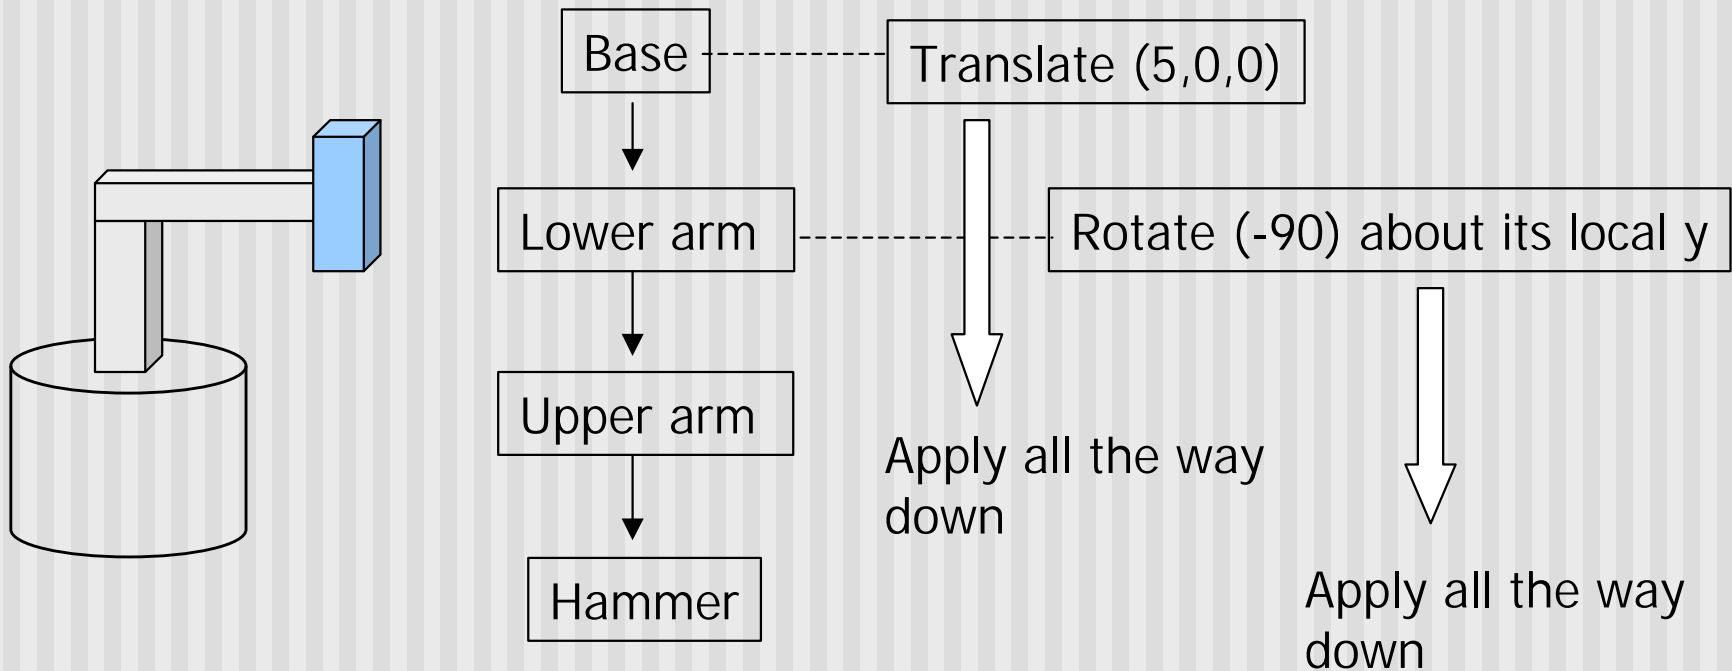 Base
Translate (5,0,0)
Lower arm
Rotate (-90) about its local y
Upper arm
Apply all the way
down
Hammer
Apply all the way
down